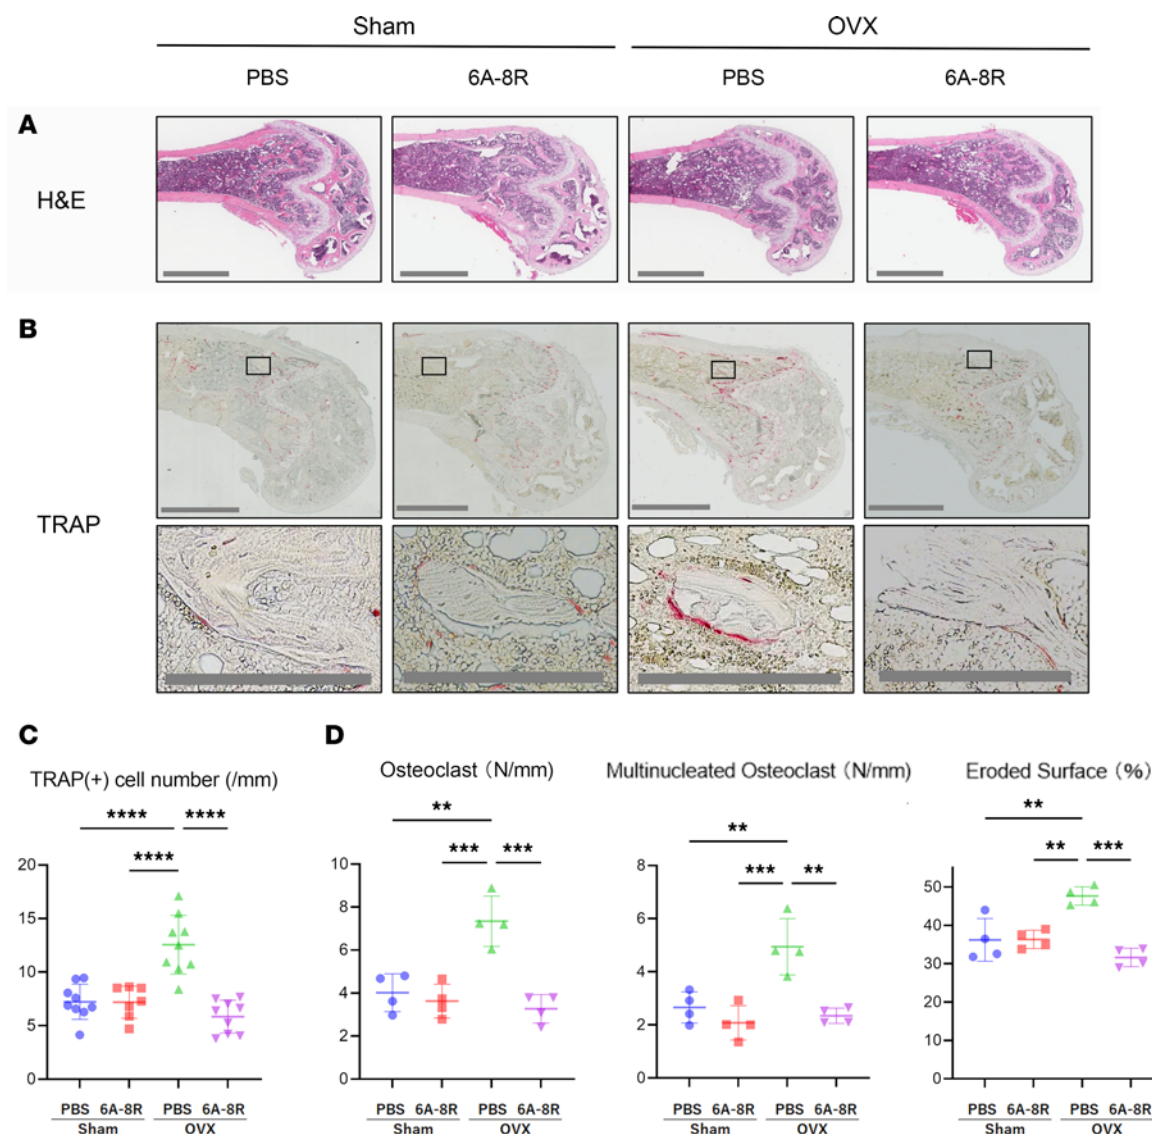 Sham OVX
PBS 6A-8R PBS 6A-8R
A
H&E
B
TRAP
C D
TRAP(+) cell number (/mm) Osteoclast (N/mm) Multinucleated Osteoclast (N/mm) Eroded Surface (%)
**** **** ****
20
15
10
5
0
PBS 6A-8R PBS 6A-8R
Sham OVX
** *** ***
10
8
6
4
2
0
PBS 6A-8R PBS 6A-8R
Sham OVX
** *** **
8
6
4
2
0
PBS 6A-8R PBS 6A-8R
Sham OVX
** ** ***
50
40
30
20
10
0
PBS 6A-8R PBS 6A-8R
Sham OVX